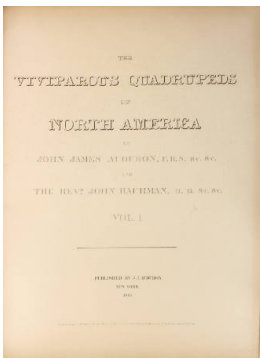 THE
VIVIPAROUS QUADRUPEDS
OF
NORTH AMERICA
BY
JOHN JAMES AUDUBON, F.R.S. &c. &c.
AND
THE REVD. JOHN BACHMAN, D.D. &c. &c.
VOL. I
PUBLISHED BY J.J. AUDUBON
NEW YORK